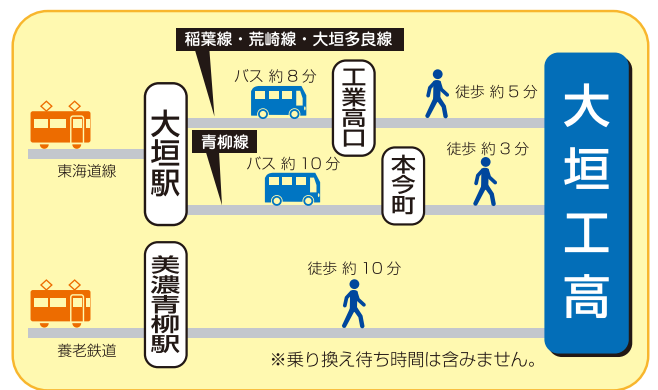 稲葉線・荒崎線・大垣多良線
バス 約8分
工業高口
徒歩 約5分
東海道線
大垣駅
青柳線
バス 約10分
本今町
徒歩 約3分
大垣工高
美濃青柳駅
徒歩 約10分
養老鉄道
※乗り換え待ち時間は含みません。